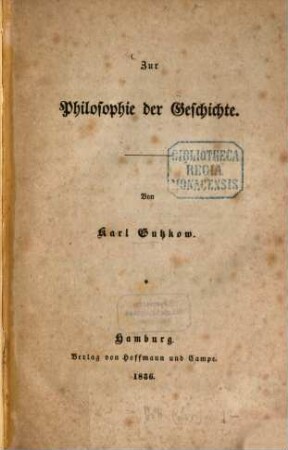 Zur
Philosophie der Geschichte.
BIBLIOTHECA
REGIA
MONACENSIS
Von
Karl Gutzkow.
Hamburg.
Verlag von Hoffmann und Campe.
1836.